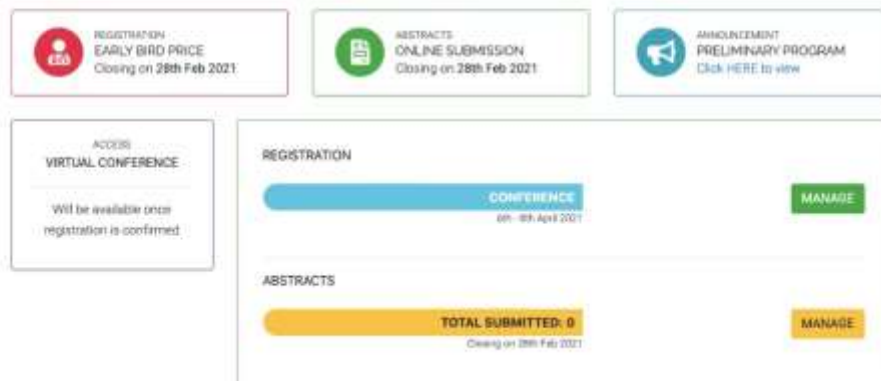 REGISTRATION
EARLY BIRD PRICE
Closing on 28th Feb 2021
ABSTRACTS
ONLINE SUBMISSION
Closing on 28th Feb 2021
ANNOUNCEMENT
PRELIMINARY PROGRAM
Click HERE to view
ACCESS
VIRTUAL CONFERENCE
Will be available once
registration is confirmed
REGISTRATION
CONFERENCE
MANAGE
6th - 8th April 2021
ABSTRACTS
TOTAL SUBMITTED: 0
MANAGE
Closing on 28th Feb 2021